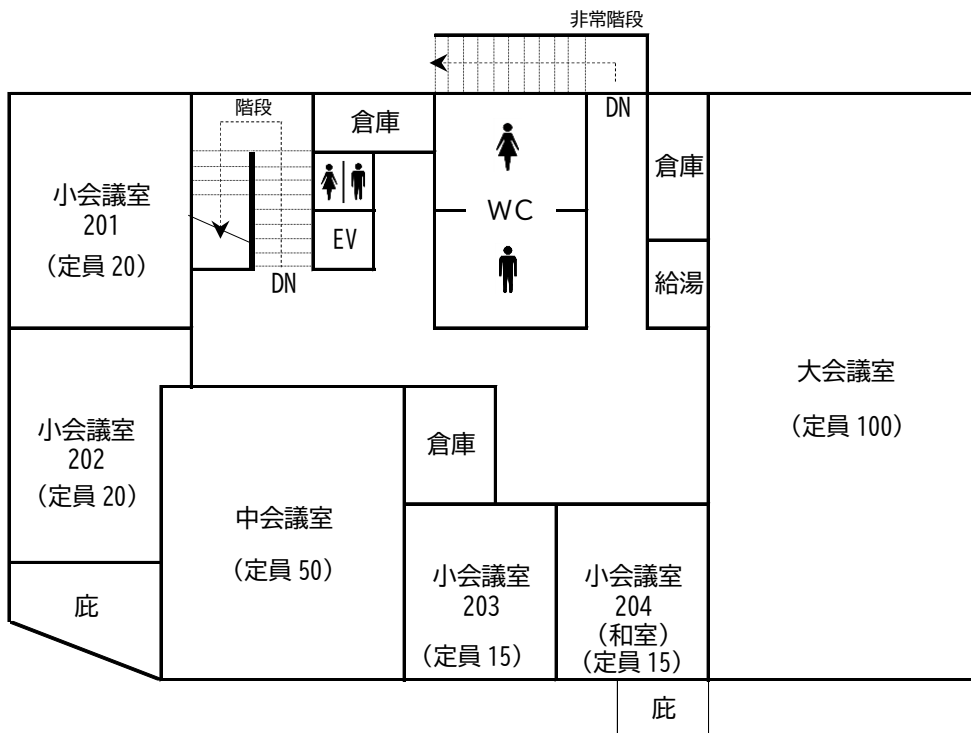 非常階段
DN
階段
DN
倉庫
EV
WC
倉庫
給湯
小会議室
201
（定員 20）
小会議室
202
（定員 20）
庇
中会議室
（定員 50）
倉庫
小会議室
203
（定員 15）
小会議室
204
（和室）
（定員 15）
庇
大会議室
（定員 100）